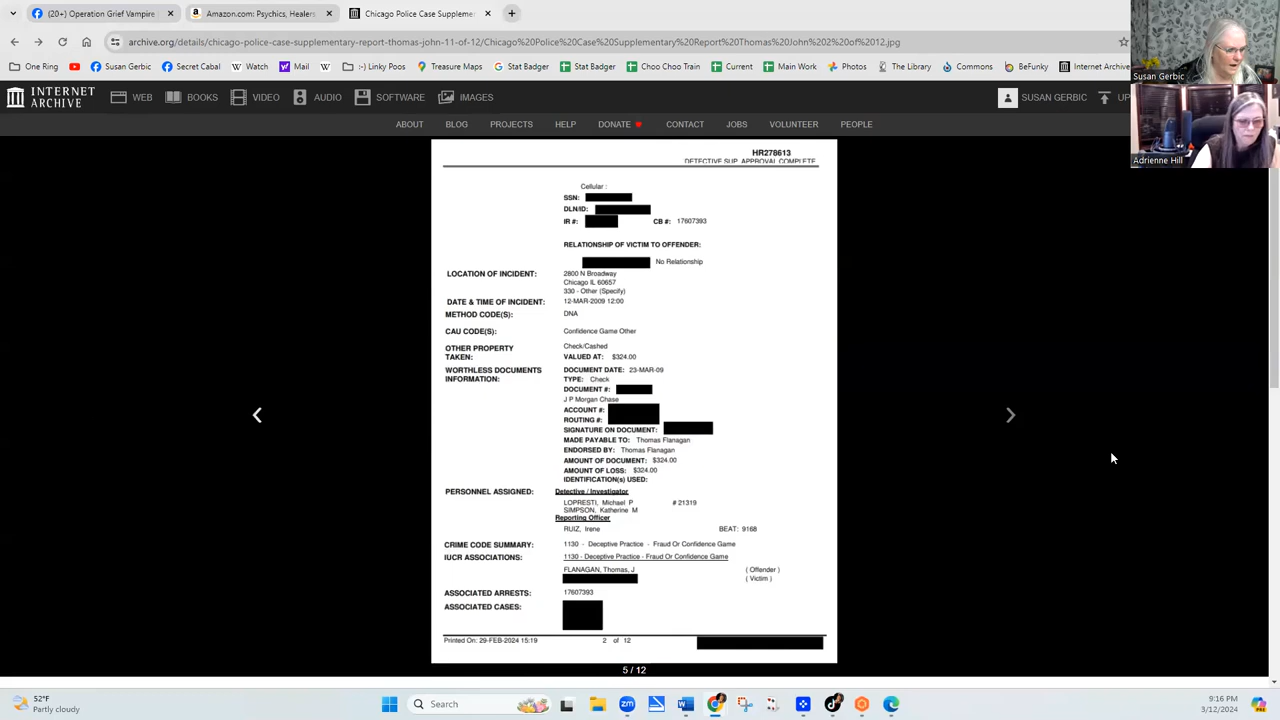 (8) Operation Grief Vampire
Amazon.com: Psychics, Healers
Chicago Police Case Supplement
archive.org/details/chicago-police-case-supplementary-report-thomas-john-11-of-12/Chicago%20Police%20Case%20Supplementary%20Report%20Thomas%20John%202%20of%2012.jpg
One Ring Susan Gerbic Secret Cabal Watch Mail :-) Linky Poos Treasure Maps Stat Badger Choo Choo Train Stat Badger Photos The Library Commons BeFunky Internet Archive
INTERNET ARCHIVE WEB BOOKS VIDEO AUDIO SOFTWARE IMAGES SUSAN GERBIC UP
ABOUT BLOG PROJECTS HELP DONATE CONTACT JOBS VOLUNTEER PEOPLE
Susan Gerbic
Adrienne Hill
HR278613
DETECTIVE SUP. APPROVAL COMPLETE
Cellular :
SSN:
DLN/ID:
IR #: CB #: 17607393
RELATIONSHIP OF VICTIM TO OFFENDER:
No Relationship
LOCATION OF INCIDENT: 2800 N Broadway
Chicago IL 60657
330 - Other (Specify)
DATE & TIME OF INCIDENT: 12-MAR-2009 12:00
METHOD CODE(S): DNA
CAU CODE(S): Confidence Game Other
OTHER PROPERTY TAKEN: Check/Cashed
VALUED AT: $324.00
WORTHLESS DOCUMENTS INFORMATION: DOCUMENT DATE: 23-MAR-09
TYPE: Check
DOCUMENT #:
J P Morgan Chase
ACCOUNT #:
ROUTING #:
SIGNATURE ON DOCUMENT:
MADE PAYABLE TO: Thomas Flanagan
ENDORSED BY: Thomas Flanagan
AMOUNT OF DOCUMENT: $324.00
AMOUNT OF LOSS: $324.00
IDENTIFICATION(s) USED:
PERSONNEL ASSIGNED: Detective / Investigator
LOPRESTI, Michael P # 21319
SIMPSON, Katherine M
Reporting Officer
RUIZ, Irene BEAT: 9168
CRIME CODE SUMMARY: 1130 - Deceptive Practice - Fraud Or Confidence Game
IUCR ASSOCIATIONS: 1130 - Deceptive Practice - Fraud Or Confidence Game
FLANAGAN, Thomas, J ( Offender )
( Victim )
ASSOCIATED ARRESTS: 17607393
ASSOCIATED CASES:
Printed On: 29-FEB-2024 15:19 2 of 12
5 / 12
52°F
Partly cloudy
Search
9:16 PM
3/12/2024